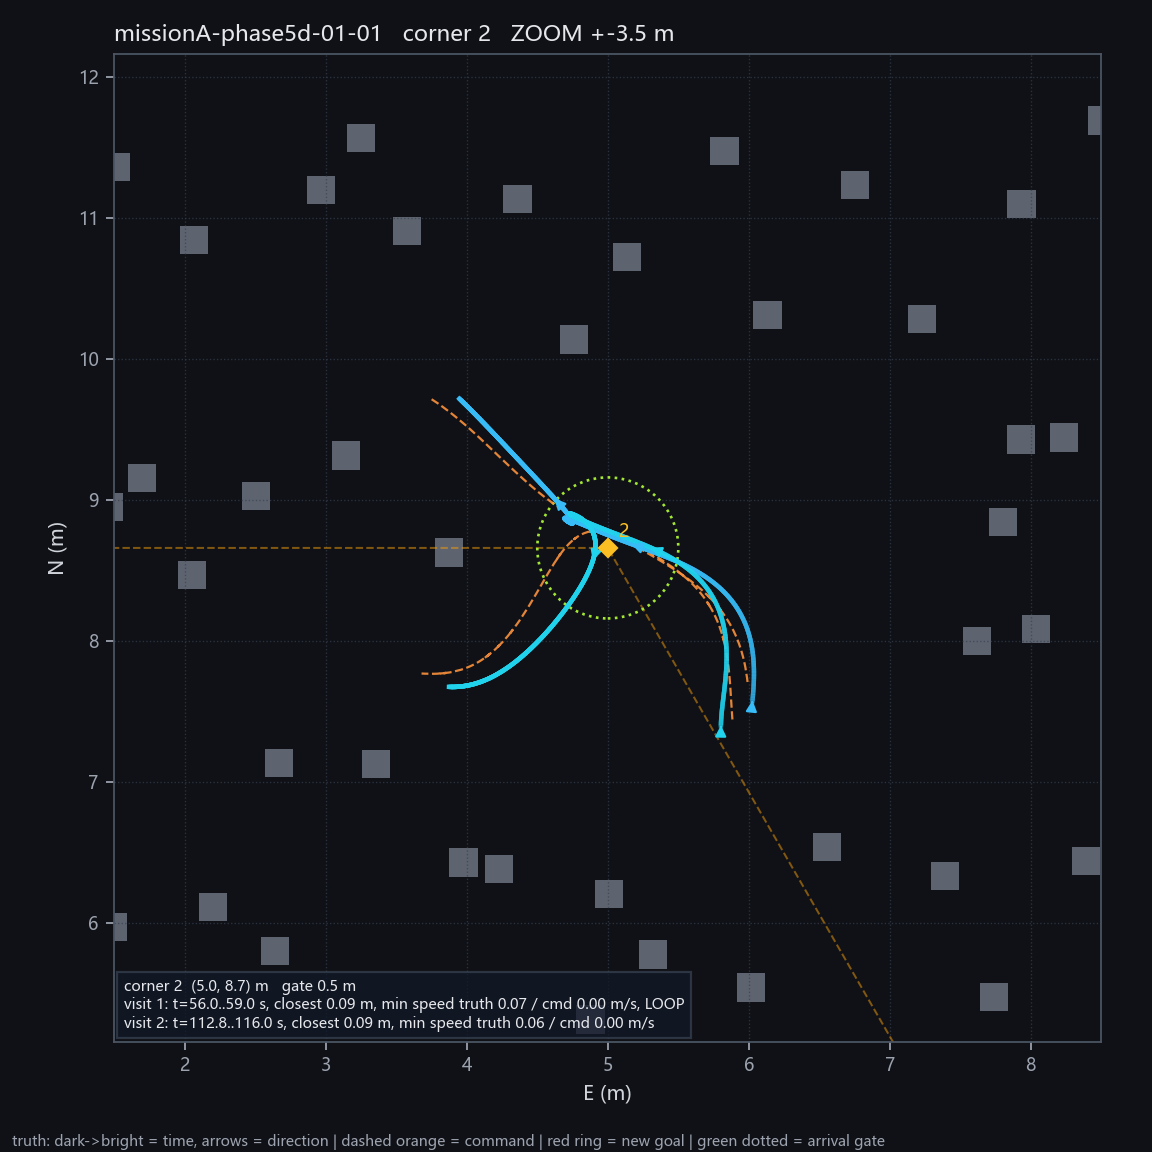 missionA-phase5d-01-01   corner 2   ZOOM +-3.5 m
12
11
10
9
8
7
6
N (m)
2
corner 2  (5.0, 8.7) m   gate 0.5 m
visit 1: t=56.0..59.0 s, closest 0.09 m, min speed truth 0.07 / cmd 0.00 m/s, LOOP
visit 2: t=112.8..116.0 s, closest 0.09 m, min speed truth 0.06 / cmd 0.00 m/s
2 3 4 5 6 7 8
E (m)
truth: dark->bright = time, arrows = direction | dashed orange = command | red ring = new goal | green dotted = arrival gate